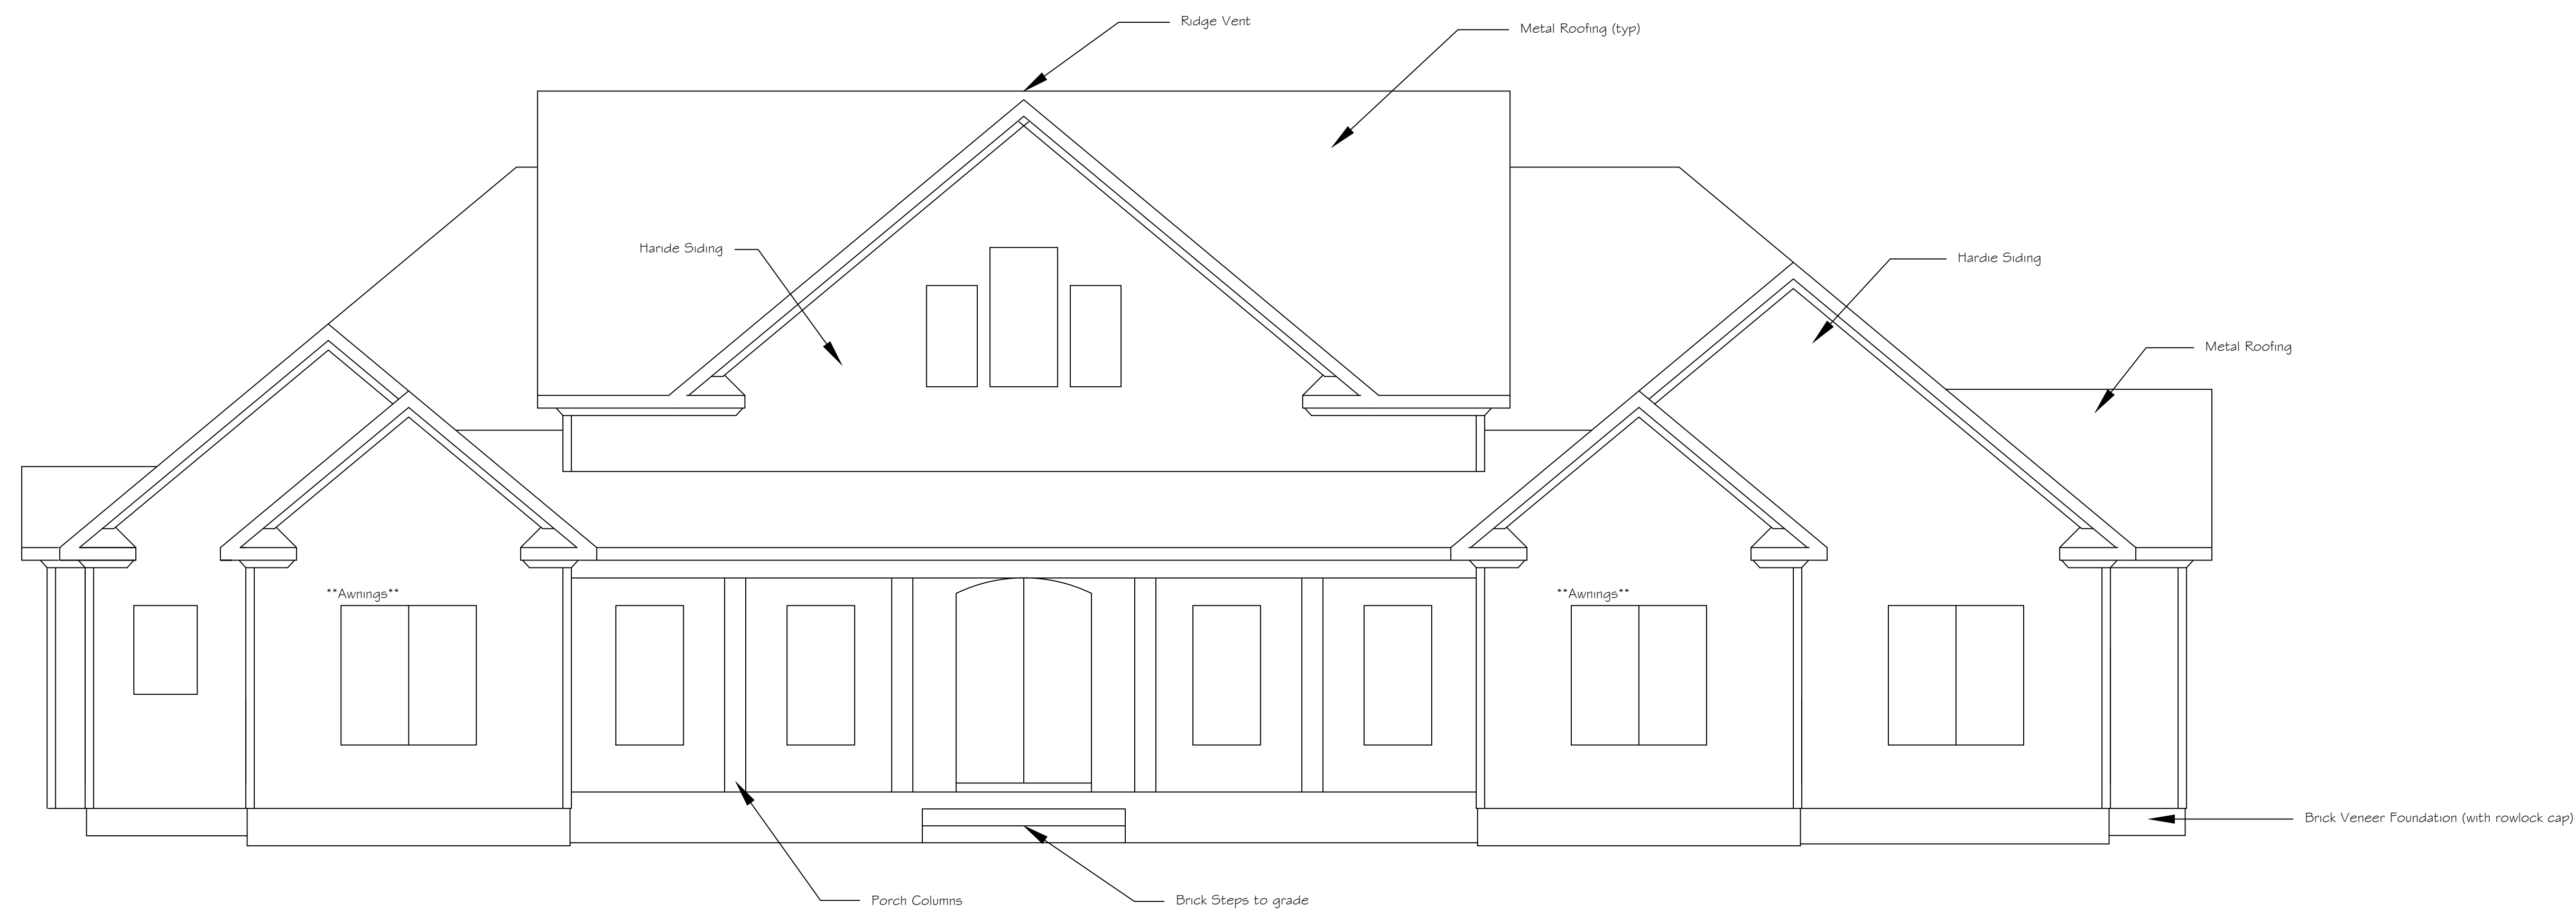 Ridge Vent
Metal Roofing (typ)
Haride Siding
Hardie Siding
Metal Roofing
**Awnings**
**Awnings**
Brick Veneer Foundation (with rowlock cap)
Porch Columns
Brick Steps to grade